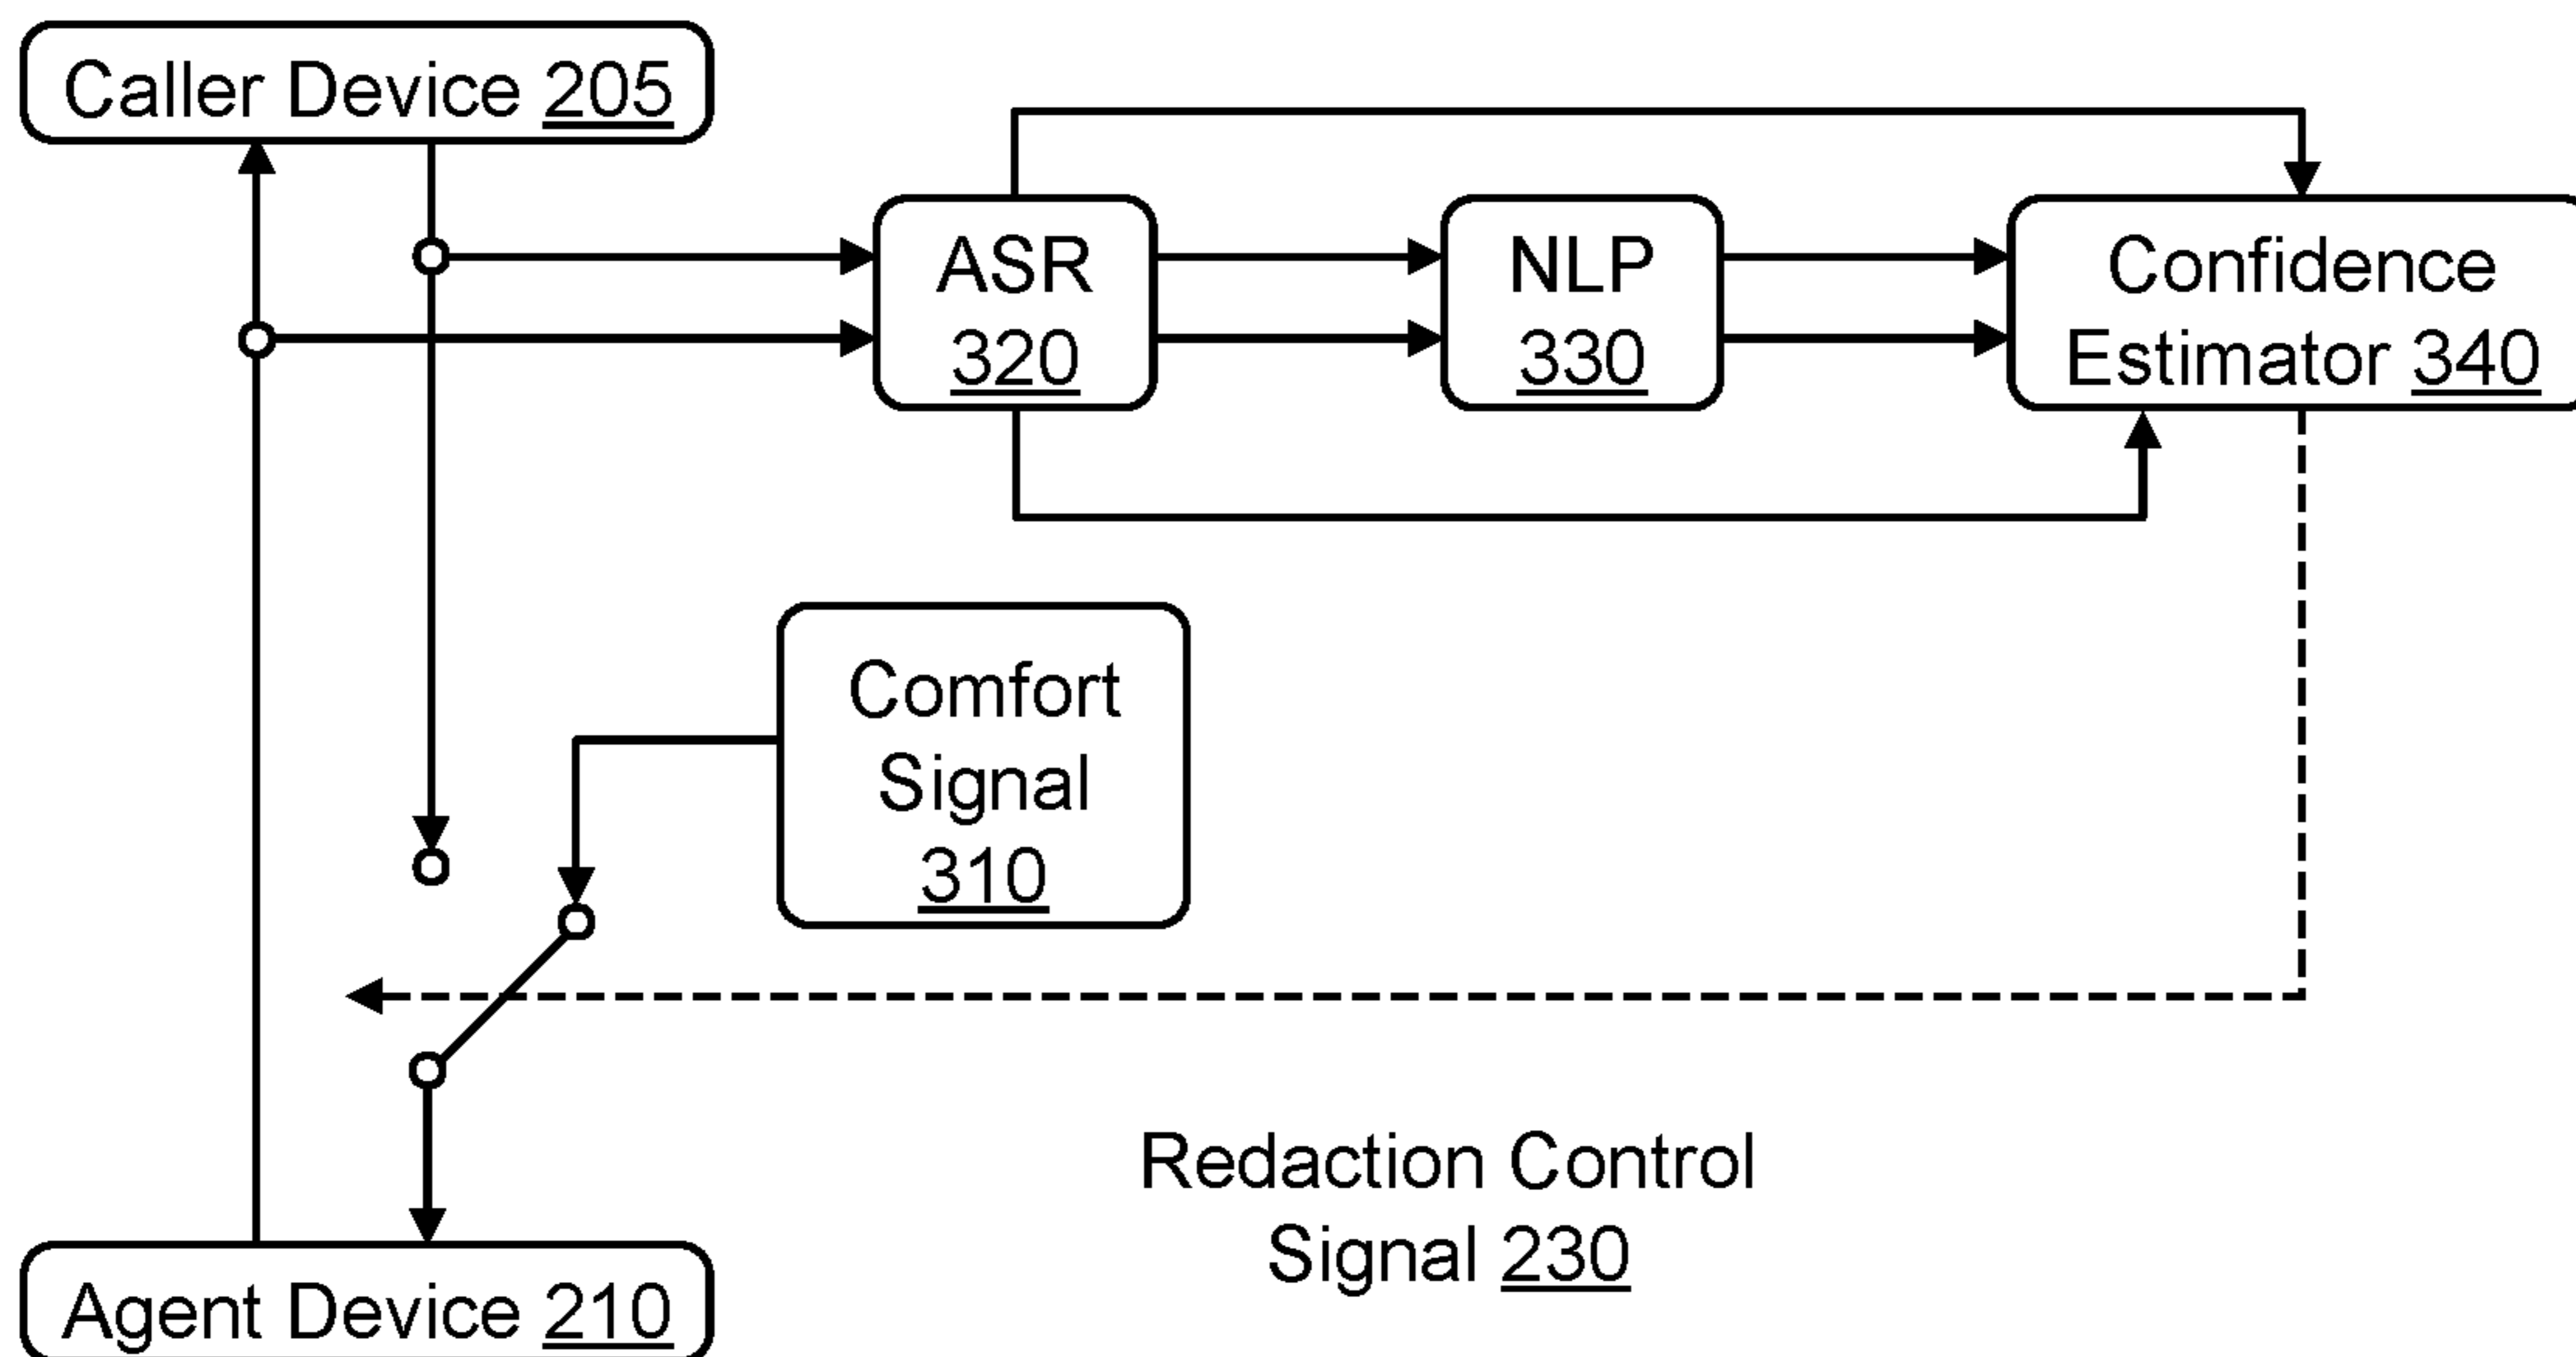 Caller Device 205
ASR
320
NLP
330
Confidence
Estimator 340
Comfort
Signal
310
Redaction Control
Signal 230
Agent Device 210